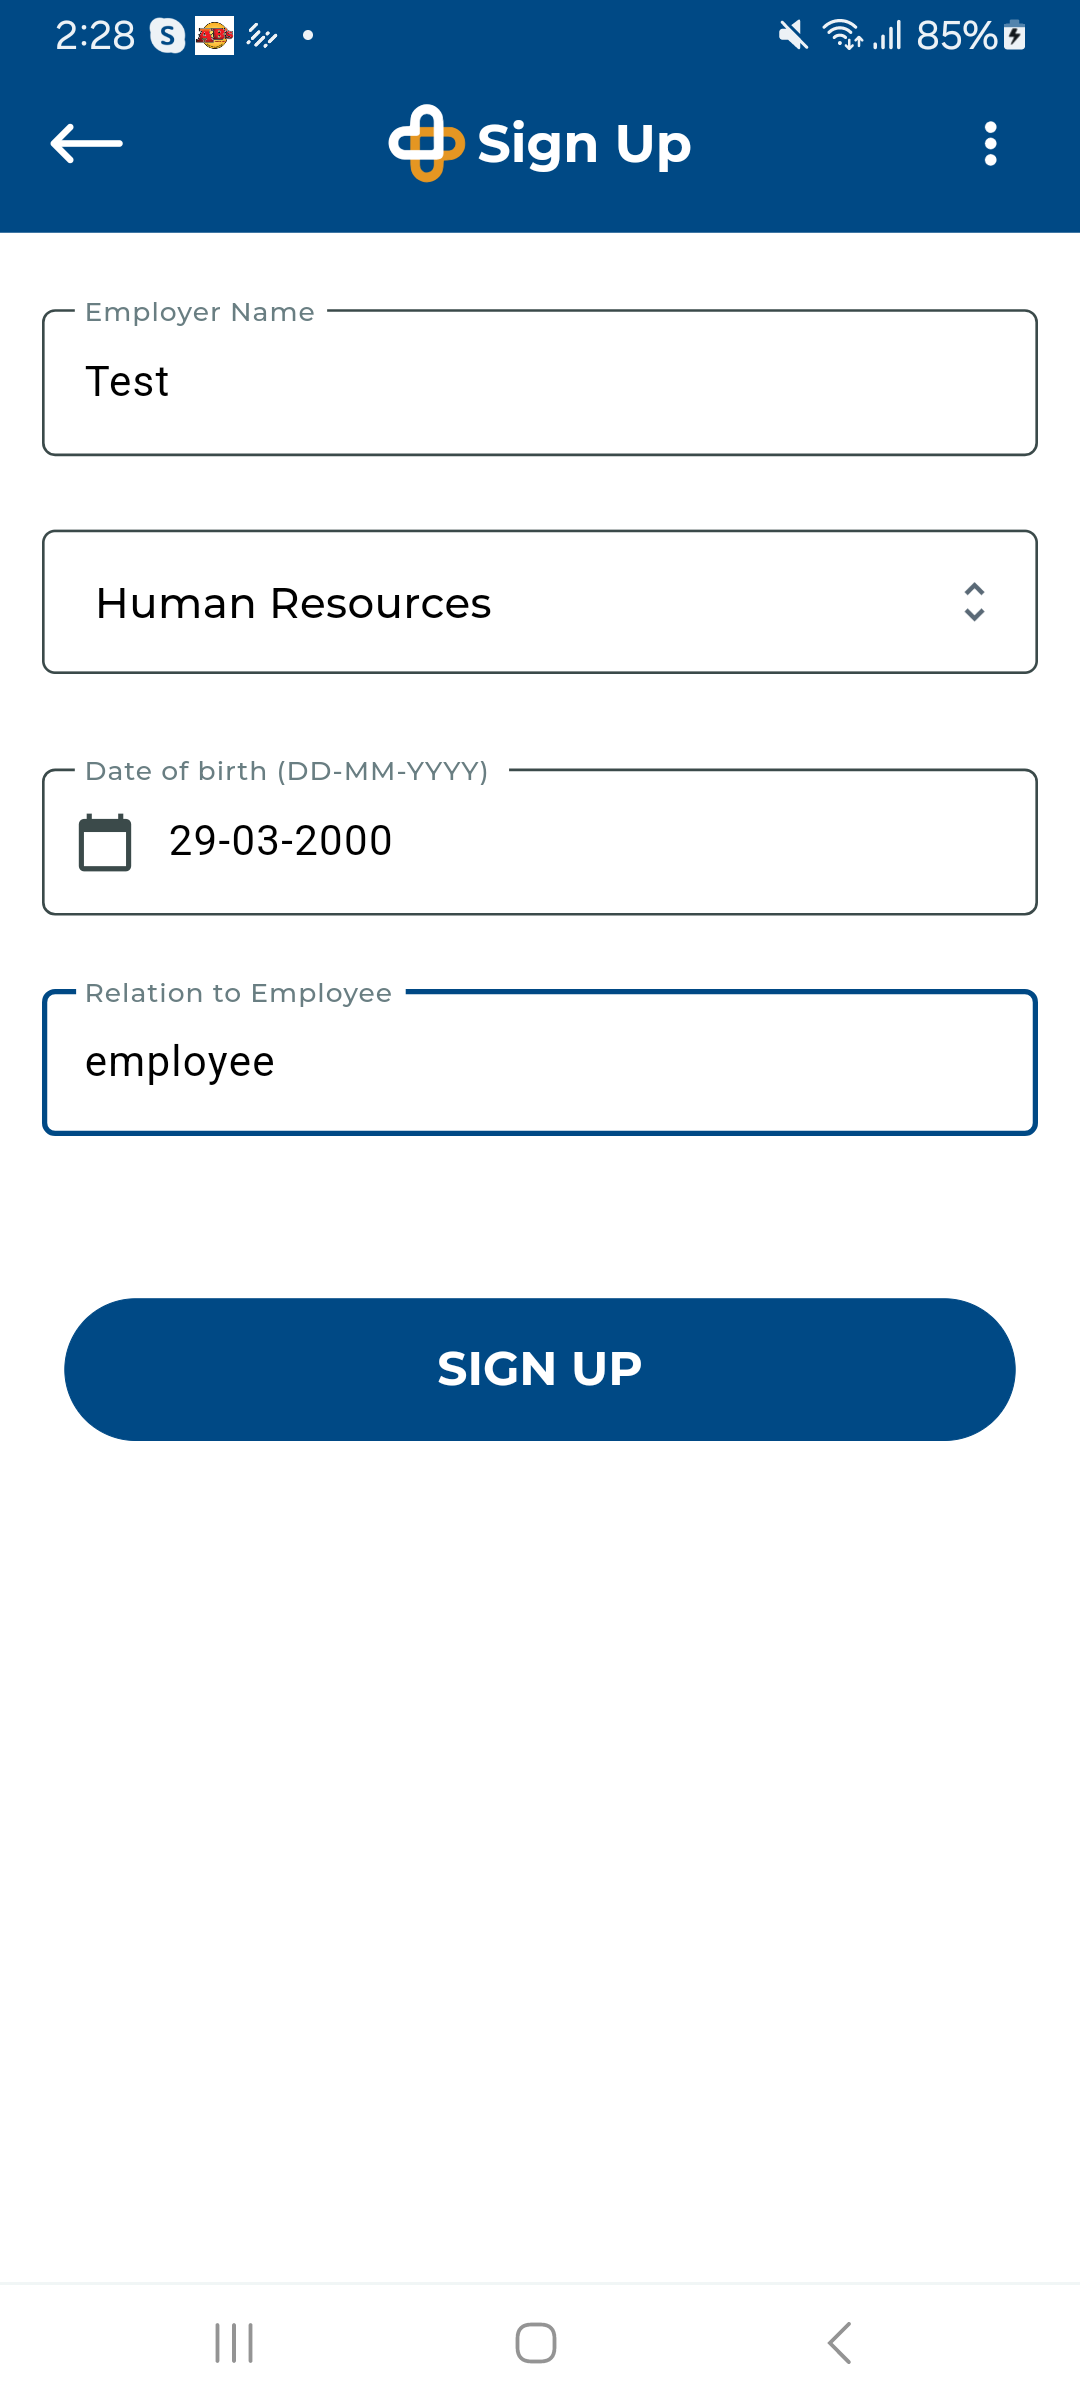 2:28 S 85%
Sign Up
Employer Name
Test
Human Resources
Date of birth (DD-MM-YYYY)
29-03-2000
Relation to Employee
employee
SIGN UP